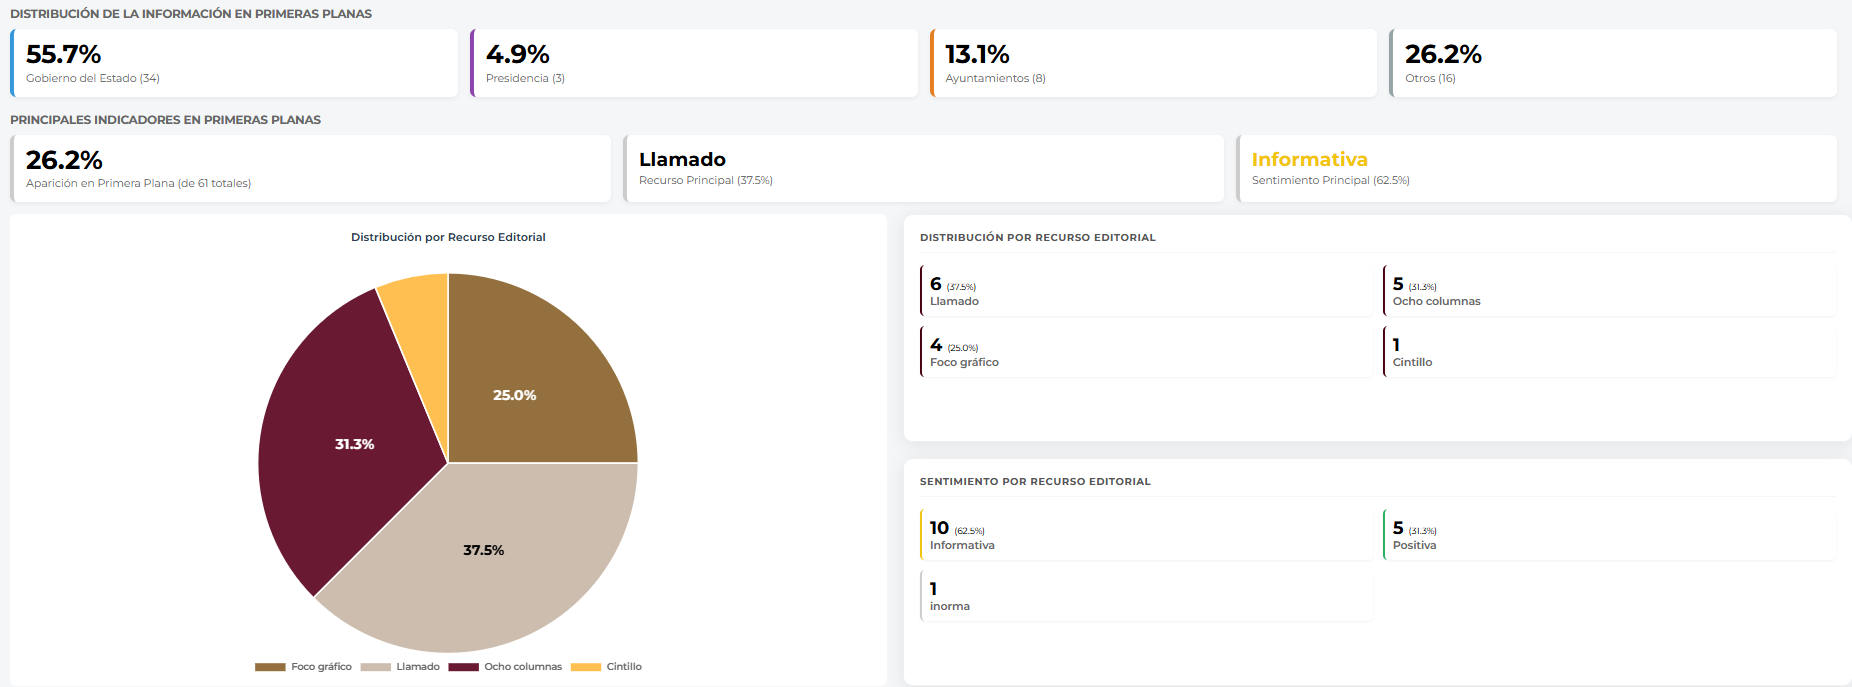 DISTRIBUCIÓN DE LA INFORMACIÓN EN PRIMERAS PLANAS
55.7%
Gobierno del Estado (34)
4.9%
Presidencia (3)
13.1%
Ayuntamientos (8)
26.2%
Otros (16)
PRINCIPALES INDICADORES EN PRIMERAS PLANAS
26.2%
Aparición en Primera Plana (de 61 totales)
Llamado
Recurso Principal (37.5%)
Informativa
Sentimiento Principal (62.5%)
Distribución por Recurso Editorial
25.0%
31.3%
37.5%
Foco gráfico
Llamado
Ocho columnas
Cintillo
DISTRIBUCIÓN POR RECURSO EDITORIAL
6 (37.5%)
Llamado
5 (31.3%)
Ocho columnas
4 (25.0%)
Foco gráfico
1
Cintillo
SENTIMIENTO POR RECURSO EDITORIAL
10 (62.5%)
Informativa
5 (31.3%)
Positiva
1
inorma